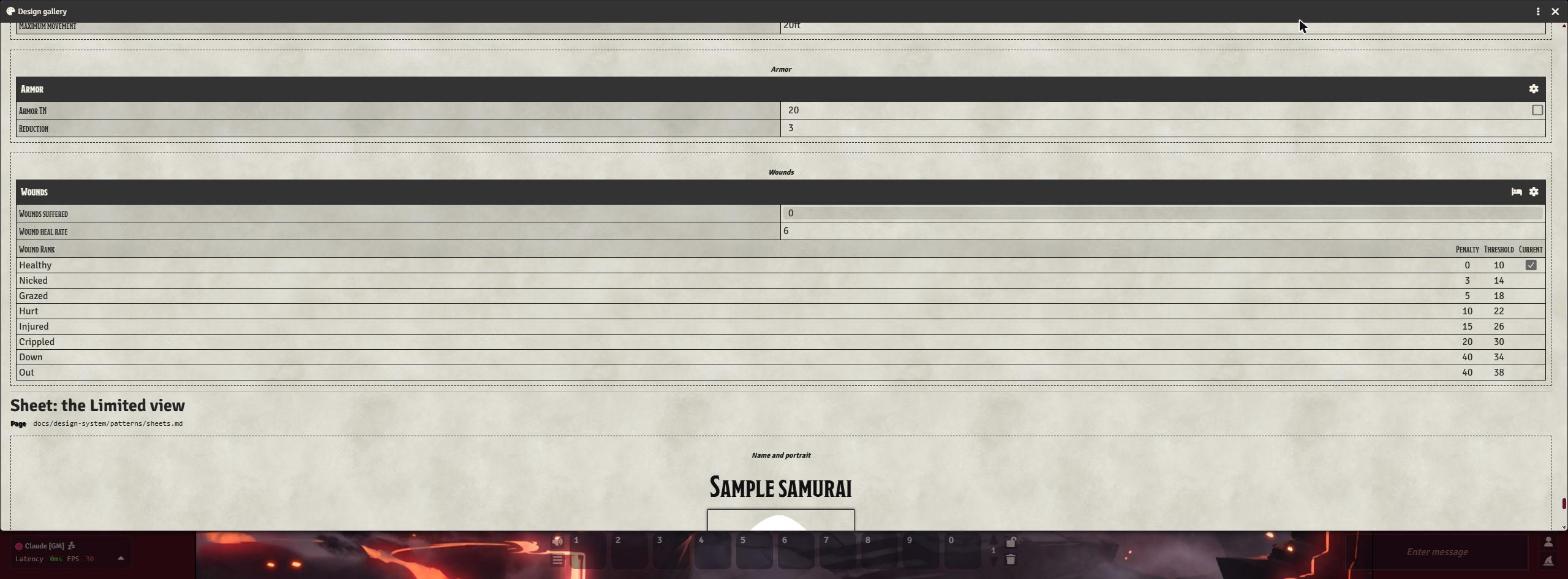 Design gallery
Maximum movement 20ft
Armor
Armor
Armor TN 20
Reduction 3
Wounds
Wounds
Wounds suffered 0
Wound heal rate 6
Wound Rank Penalty Threshold Current
Healthy 0 10
Nicked 3 14
Grazed 5 18
Hurt 10 22
Injured 15 26
Crippled 20 30
Down 40 34
Out 40 38
Sheet: the Limited view
Page docs/design-system/patterns/sheets.md
Name and portrait
Sample samurai
Claude [GM]
Latency 0ms FPS 30
1 2 3 4 5 6 7 8 9 0
1
Enter message